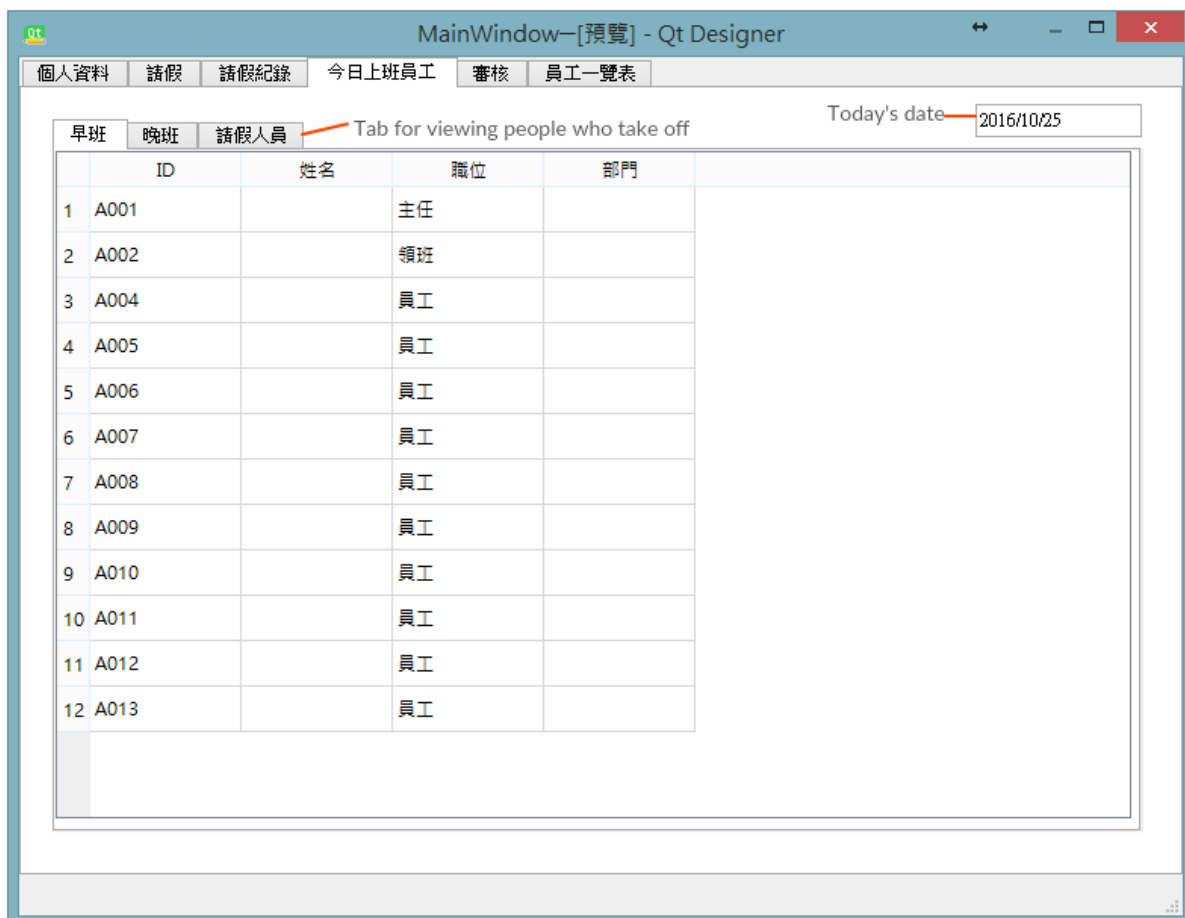 MainWindow—[預覽] - Qt Designer
個人資料 請假 請假紀錄 今日上班員工 審核 員工一覽表
Today's date 2016/10/25
早班 晚班 請假人員 Tab for viewing people who take off
ID 姓名 職位 部門
1 A001 主任
2 A002 領班
3 A004 員工
4 A005 員工
5 A006 員工
6 A007 員工
7 A008 員工
8 A009 員工
9 A010 員工
10 A011 員工
11 A012 員工
12 A013 員工